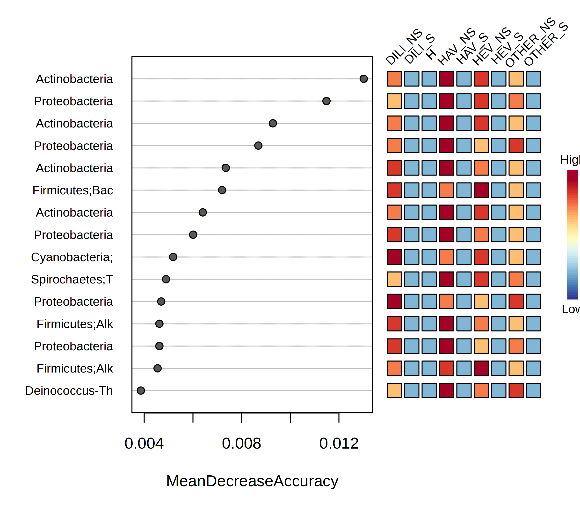 DILI_NS
DILI_S
H
HAV_NS
HAV_S
HEV_NS
HEV_S
OTHER_NS
OTHER_S
Actinobacteria
Proteobacteria
Actinobacteria
Proteobacteria
Actinobacteria
Firmicutes;Bac
Actinobacteria
Proteobacteria
Cyanobacteria;
Spirochaetes;T
Proteobacteria
Firmicutes;Alk
Proteobacteria
Firmicutes;Alk
Deinococcus-Th
High
Low
0.004
0.008
0.012
MeanDecreaseAccuracy